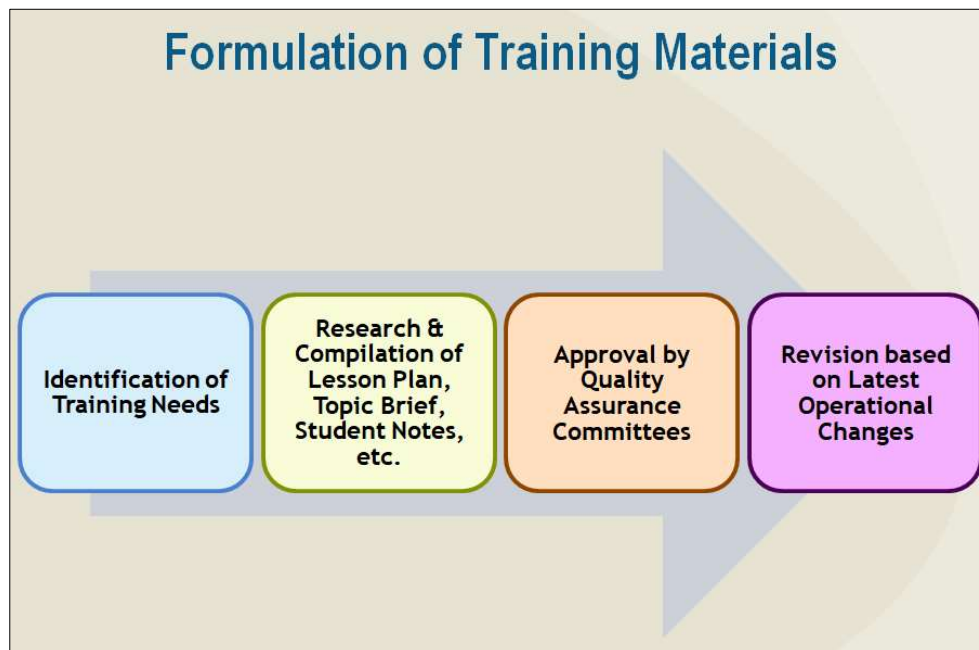 Formulation of Training Materials
Identification of
Training Needs
Research &
Compilation of
Lesson Plan,
Topic Brief,
Student Notes,
etc.
Approval by
Quality
Assurance
Committees
Revision based
on Latest
Operational
Changes